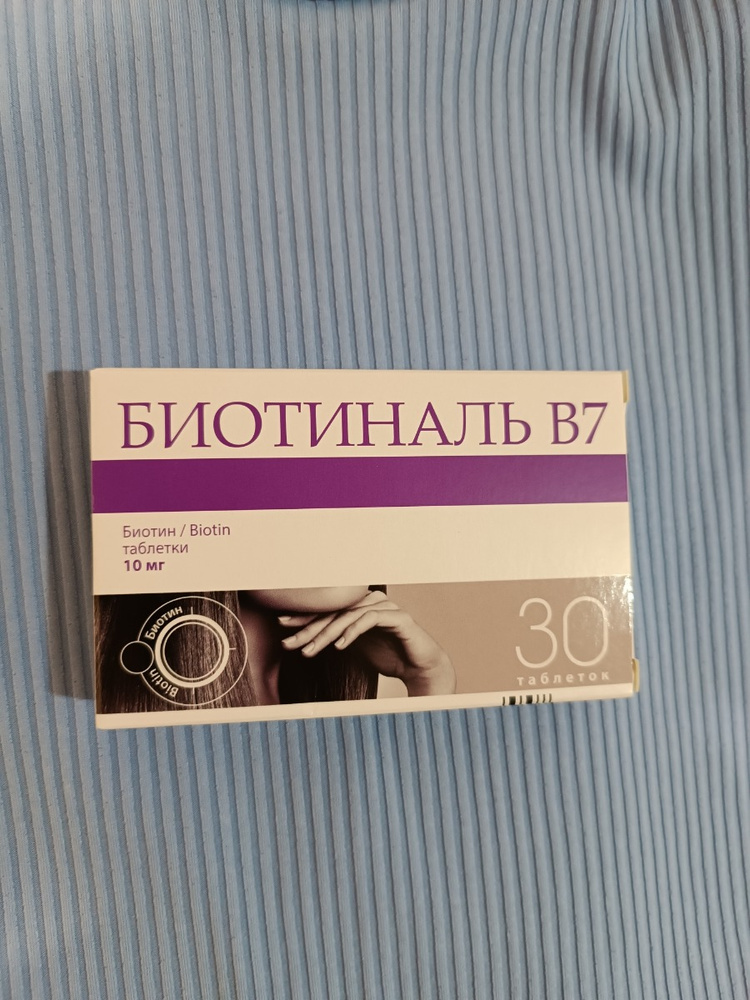 БИОТИНАЛЬ B7
Биотин / Biotin
таблетки
10 мг
Биотин
Biotin
30
таблеток